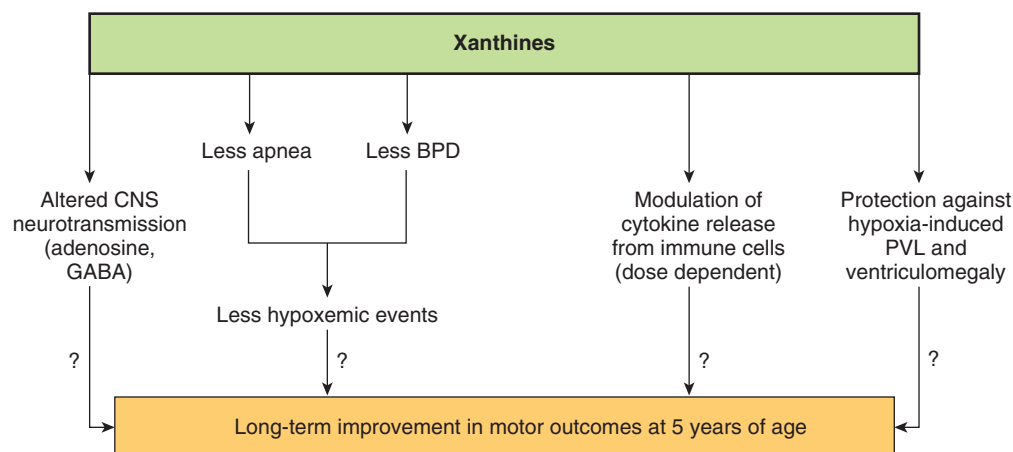 Xanthines
Less apnea
Less BPD
Altered CNS
neurotransmission
(adenosine,
GABA)
Modulation of
cytokine release
from immune cells
(dose dependent)
Protection against
hypoxia-induced
PVL and
ventriculomegaly
Less hypoxemic events
?
?
?
?
Long-term improvement in motor outcomes at 5 years of age